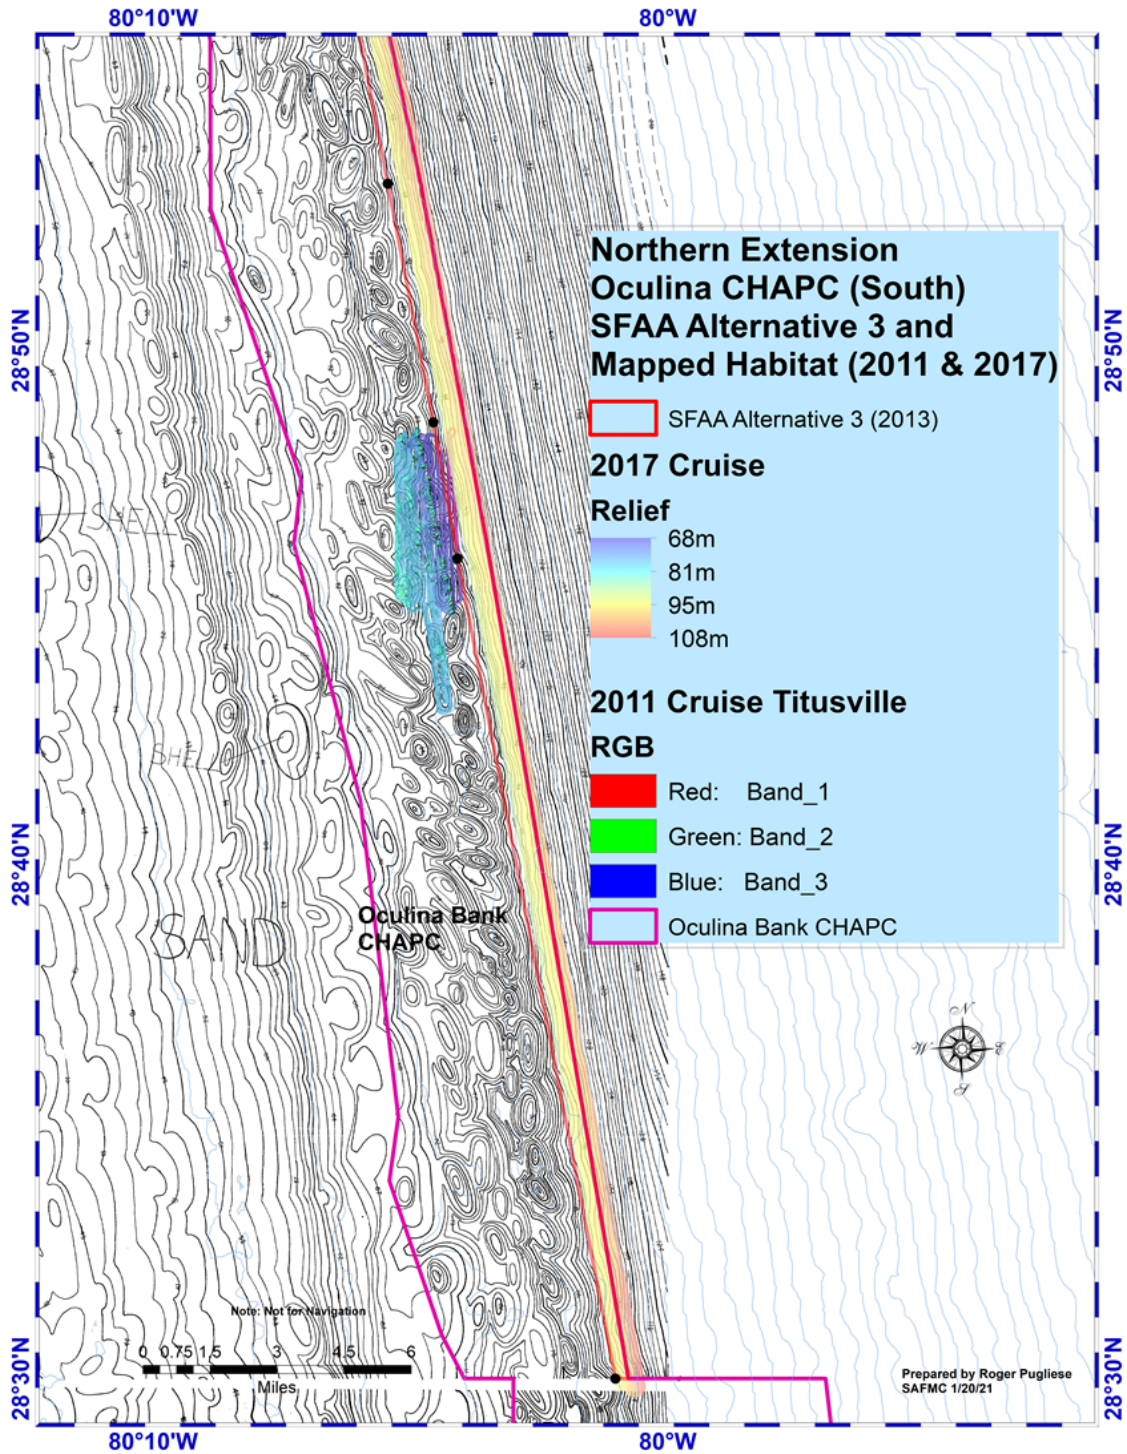 80°10'W 80°W
28°50'N 28°50'N
Northern Extension
Oculina CHAPC (South)
SFAA Alternative 3 and
Mapped Habitat (2011 & 2017)
SFAA Alternative 3 (2013)
2017 Cruise
Relief
68m
81m
95m
108m
2011 Cruise Titusville
RGB
Red: Band_1
Green: Band_2
Blue: Band_3
Oculina Bank CHAPC
SHELL
SHELL
28°40'N 28°40'N
Oculina Bank
CHAPC
SAND
N
W E
S
Note: Not for Navigation
0 0.75 1.5 3 4.5 6
Miles
28°30'N 28°30'N
Prepared by Roger Pugliese
SAFMC 1/20/21
80°10'W 80°W